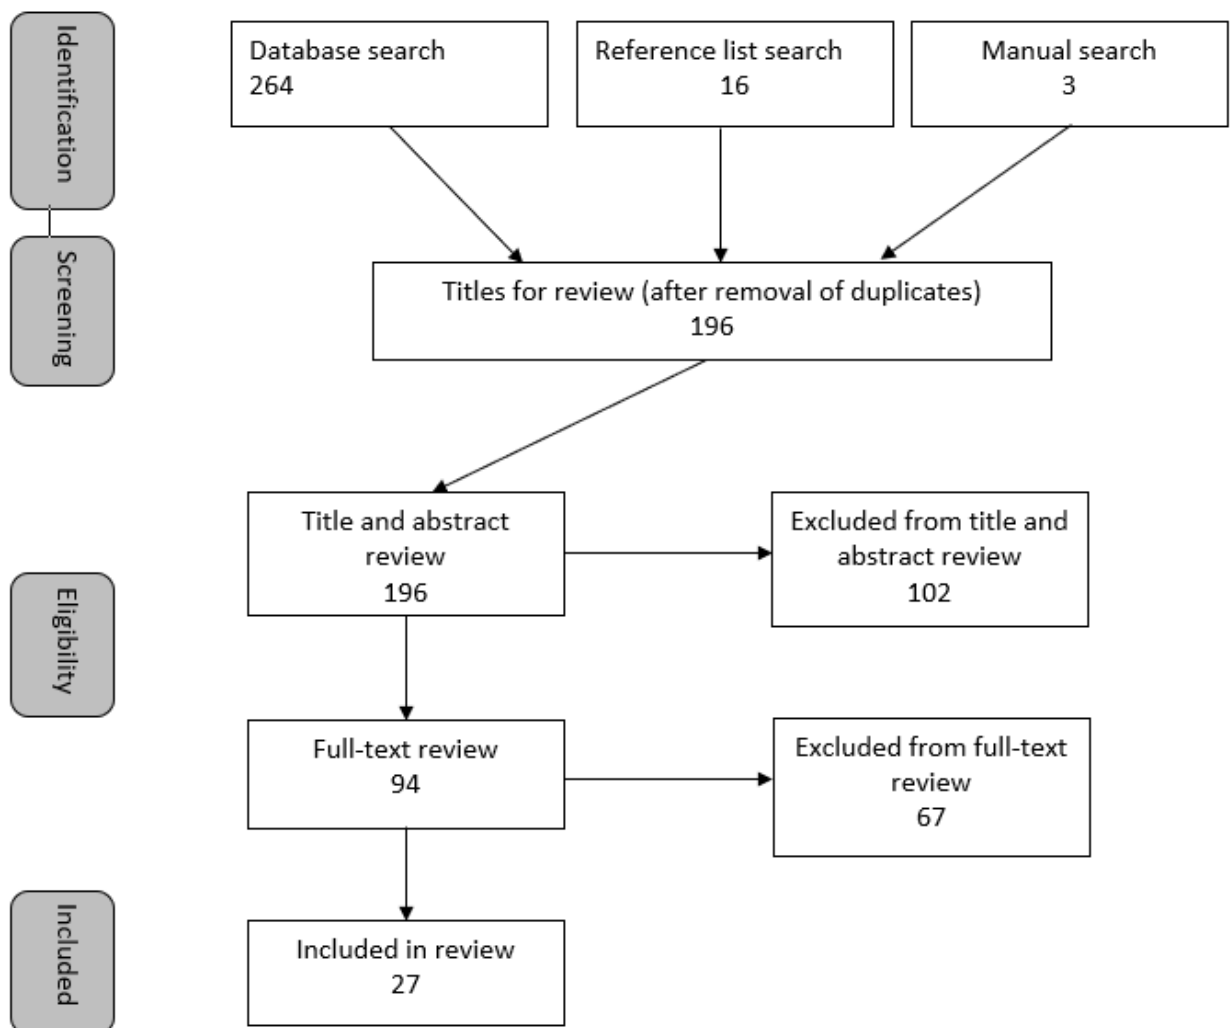 Identification
Database search
264
Reference list search
16
Manual search
3
Screening
Titles for review (after removal of duplicates)
196
Eligibility
Title and abstract
review
196
Excluded from title and
abstract review
102
Full-text review
94
Excluded from full-text
review
67
Included
Included in review
27